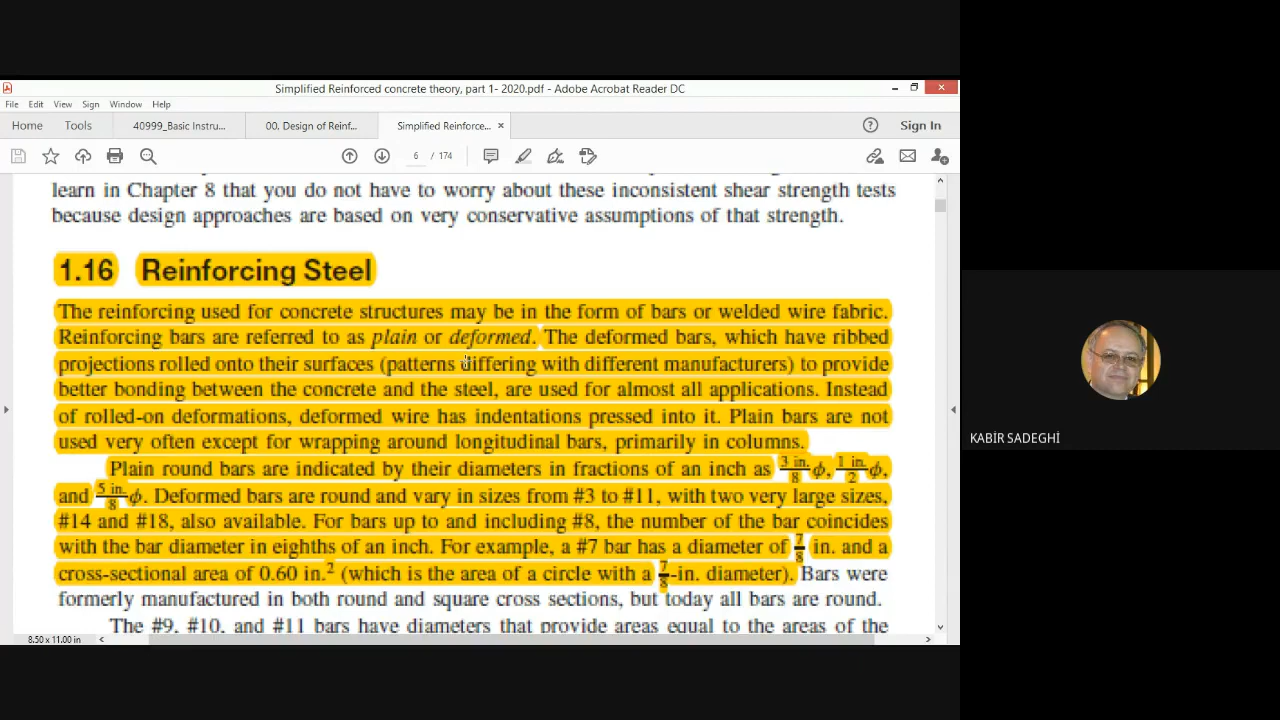 Simplified Reinforced concrete theory, part 1- 2020.pdf - Adobe Acrobat Reader DC
File Edit View Sign Window Help
Home Tools 40999_Basic Instru... 00. Design of Reinf... Simplified Reinforce... × Sign In
6 / 174
learn in Chapter 8 that you do not have to worry about these inconsistent shear strength tests
because design approaches are based on very conservative assumptions of that strength.
1.16 Reinforcing Steel
The reinforcing used for concrete structures may be in the form of bars or welded wire fabric.
Reinforcing bars are referred to as plain or deformed. The deformed bars, which have ribbed
projections rolled onto their surfaces (patterns differing with different manufacturers) to provide
better bonding between the concrete and the steel, are used for almost all applications. Instead
of rolled-on deformations, deformed wire has indentations pressed into it. Plain bars are not
used very often except for wrapping around longitudinal bars, primarily in columns.
Plain round bars are indicated by their diameters in fractions of an inch as 3 in./8 ϕ, 1 in./2 ϕ,
and 5 in./8 ϕ. Deformed bars are round and vary in sizes from #3 to #11, with two very large sizes,
#14 and #18, also available. For bars up to and including #8, the number of the bar coincides
with the bar diameter in eighths of an inch. For example, a #7 bar has a diameter of 7/8 in. and a
cross-sectional area of 0.60 in.² (which is the area of a circle with a 7/8-in. diameter). Bars were
formerly manufactured in both round and square cross sections, but today all bars are round.
The #9, #10, and #11 bars have diameters that provide areas equal to the areas of the
8.50 x 11.00 in
KABİR SADEGHİ